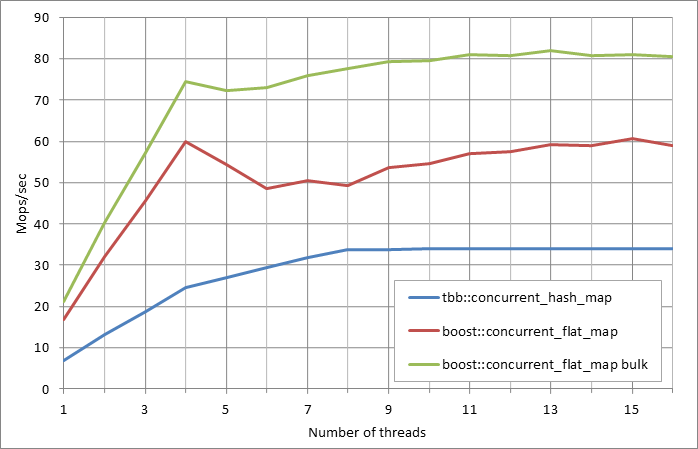 Mops/sec
90
80
70
60
50
40
30
20
10
0
1 3 5 7 9 11 13 15
Number of threads
tbb::concurrent_hash_map
boost::concurrent_flat_map
boost::concurrent_flat_map bulk